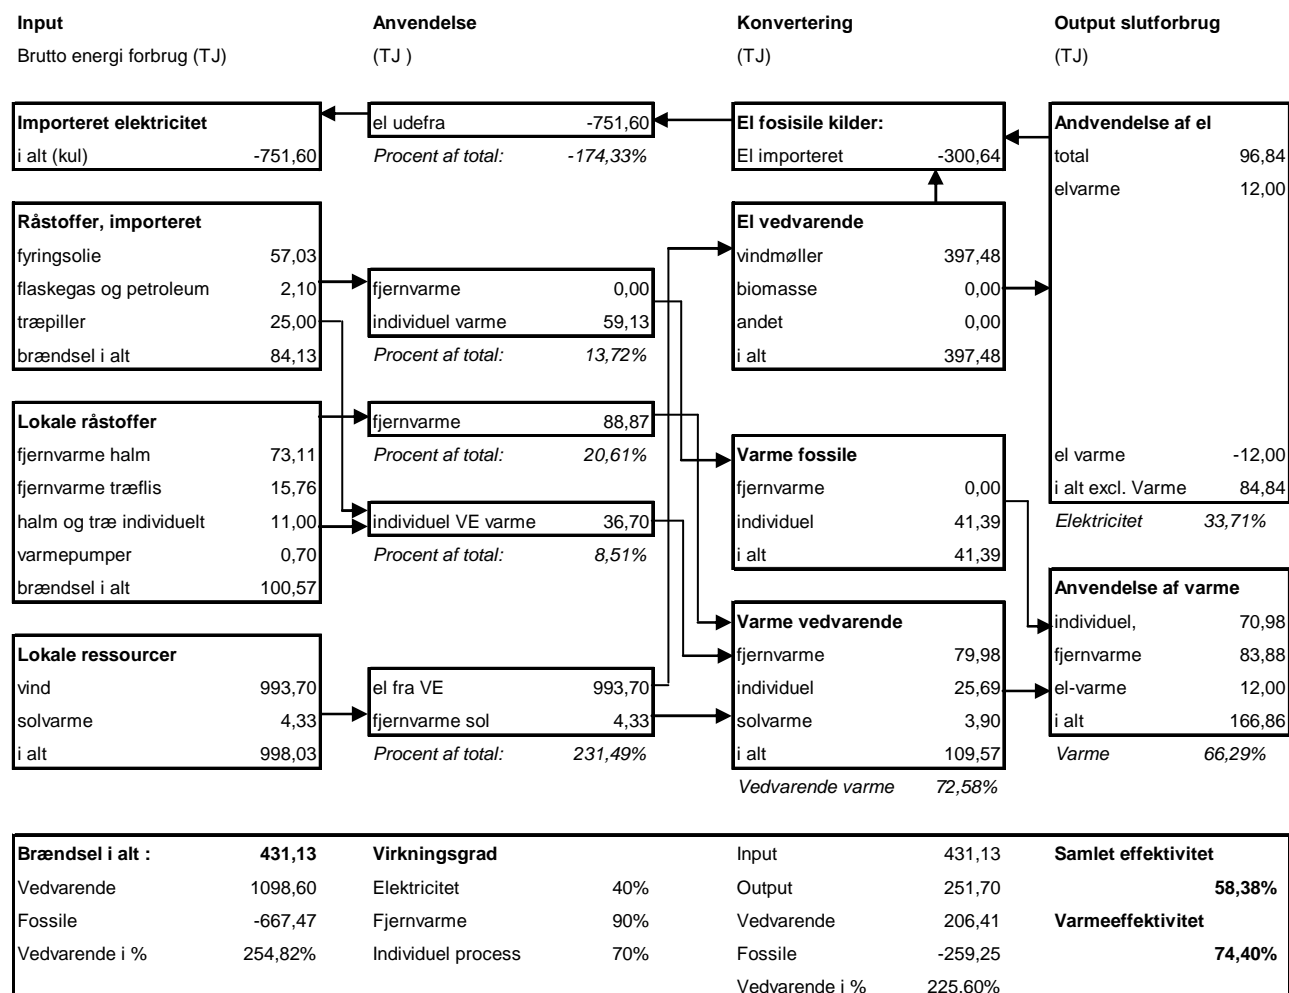 Input Anvendelse Konvertering Output slutforbrug
Brutto energi forbrug (TJ) (TJ ) (TJ) (TJ)
Importeret elektricitet el udefra -751,60 El fosisile kilder: Andvendelse af el
i alt (kul) -751,60 Procent af total: -174,33% El importeret -300,64 total 96,84
elvarme 12,00
Råstoffer, importeret El vedvarende
fyringsolie 57,03 vindmøller 397,48
flaskegas og petroleum 2,10 fjernvarme 0,00 biomasse 0,00
træpiller 25,00 individuel varme 59,13 andet 0,00
brændsel i alt 84,13 Procent af total: 13,72% i alt 397,48
Lokale råstoffer fjernvarme 88,87
fjernvarme halm 73,11 Procent af total: 20,61% Varme fossile el varme -12,00
fjernvarme træflis 15,76 fjernvarme 0,00 i alt excl. Varme 84,84
halm og træ individuelt 11,00 individuel VE varme 36,70 individuel 41,39 Elektricitet 33,71%
varmepumper 0,70 Procent af total: 8,51% i alt 41,39
brændsel i alt 100,57 Anvendelse af varme
Varme vedvarende individuel, 70,98
Lokale ressourcer fjernvarme 79,98 fjernvarme 83,88
vind 993,70 el fra VE 993,70 individuel 25,69 el-varme 12,00
solvarme 4,33 fjernvarme sol 4,33 solvarme 3,90 i alt 166,86
i alt 998,03 Procent af total: 231,49% i alt 109,57 Varme 66,29%
Vedvarende varme 72,58%
Brændsel i alt : 431,13 Virkningsgrad Input 431,13 Samlet effektivitet
Vedvarende 1098,60 Elektricitet 40% Output 251,70 58,38%
Fossile -667,47 Fjernvarme 90% Vedvarende 206,41 Varmeeffektivitet
Vedvarende i % 254,82% Individuel process 70% Fossile -259,25 74,40%
Vedvarende i % 225,60%